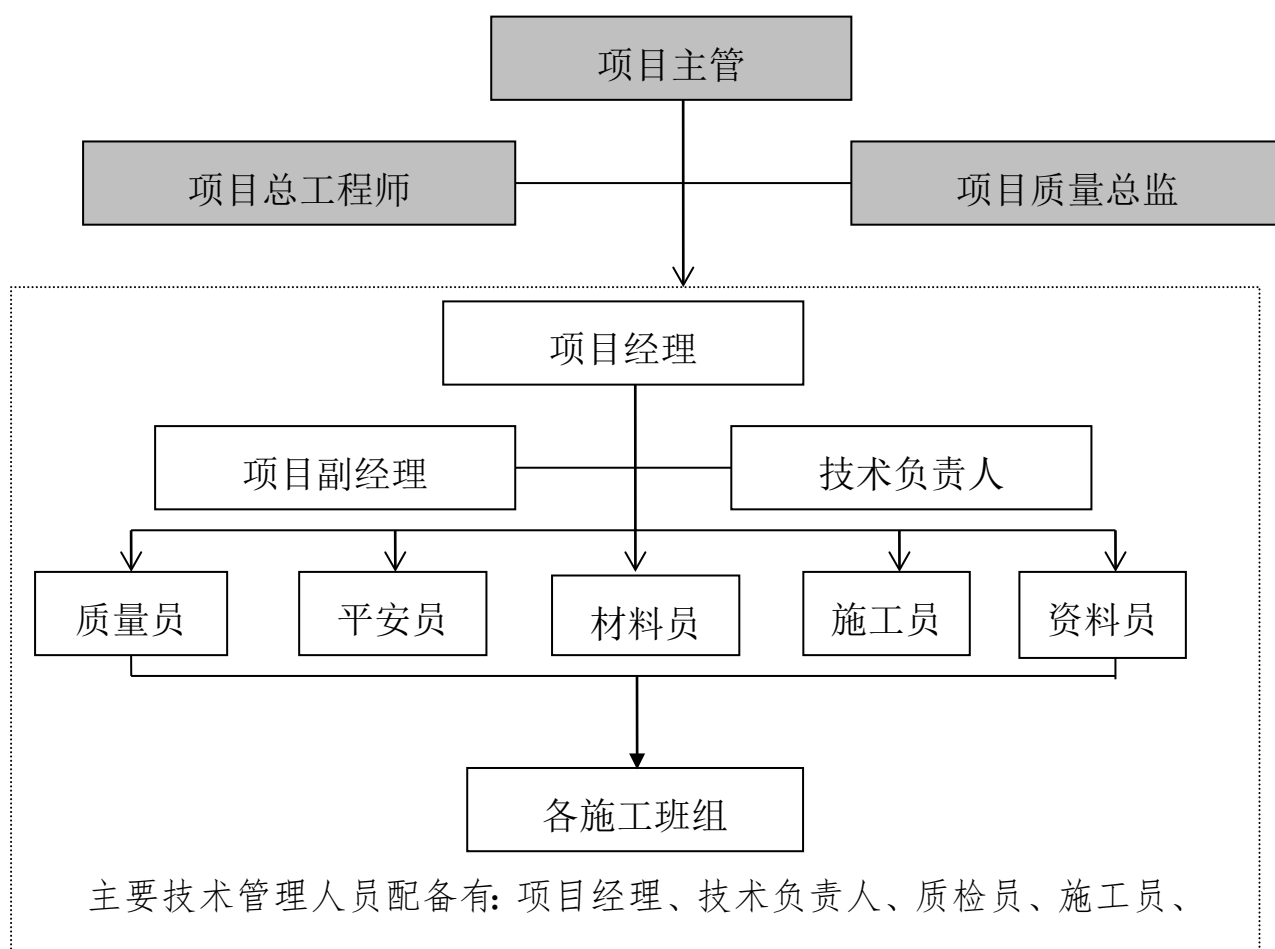 项目主管
项目总工程师
项目质量总监
项目经理
项目副经理
技术负责人
质量员
平安员
材料员
施工员
资料员
各施工班组
主要技术管理人员配备有: 项目经理、技术负责人、质检员、施工员、